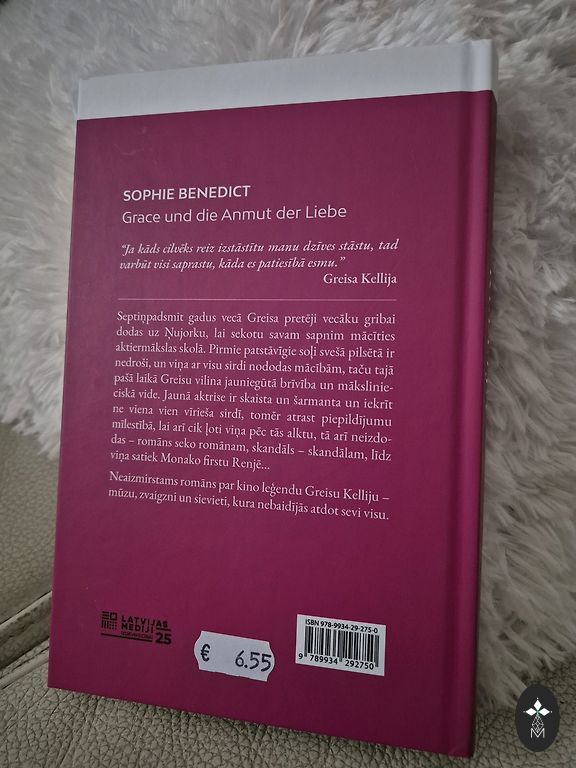 SOPHIE BENEDICT
Grace und die Anmut der Liebe
“Ja kāds cilvēks reiz izstāstītu manu dzīves stāstu, tad
varbūt visi saprastu, kāda es patiesībā esmu.”
Greisa Kellija
Septiņpadsmit gadus vecā Greisa pretēji vecāku gribai
dodas uz Ņujorku, lai sekotu savam sapnim mācīties
aktiermākslas skolā. Pirmie patstāvīgie soļi svešā pilsētā ir
nedroši, un viņa ar visu sirdi nododas mācībām, taču tajā
pašā laikā Greisu vilina jauniegūtā brīvība un mākslinie-
ciskā vide. Jaunā aktrise ir skaista un šarmanta un iekrīt
ne viena vien vīrieša sirdī, tomēr atrast piepildījumu
mīlestībā, lai arī cik ļoti viņa pēc tās alktu, tā arī neizdo-
das – romāns seko romānam, skandāls – skandālam, līdz
viņa satiek Monako firstu Renjē...
Neaizmirstams romāns par kino leģendu Greisu Kelliju –
mūzu, zvaigzni un sievieti, kura nebaidījās atdot sevi visu.
LATVIJAS
MEDIJI
25
€ 6.55
ISBN 978-9934-29-275-0
9 789934 292750
M